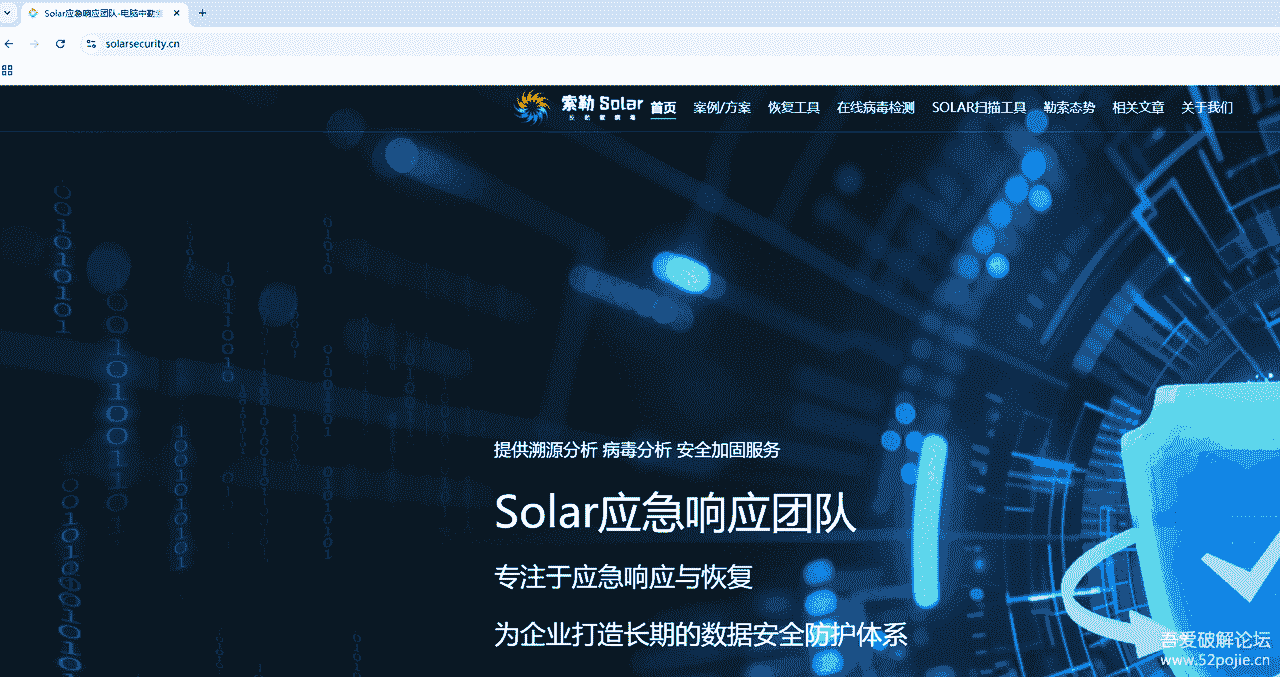 Solar应急响应团队-电脑中勒
solarsecurity.cn
索勒 Solar
首页 案例/方案 恢复工具 在线病毒检测 SOLAR扫描工具 勒索态势 相关文章 关于我们
提供溯源分析 病毒分析 安全加固服务
Solar应急响应团队
专注于应急响应与恢复
为企业打造长期的数据安全防护体系
吾爱破解论坛
www.52pojie.cn